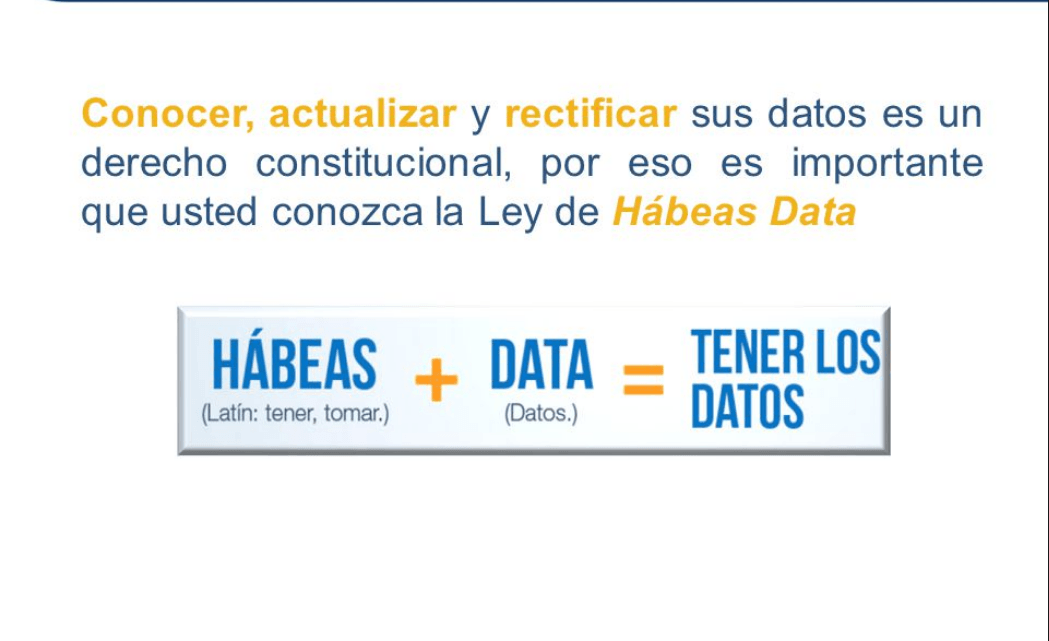 Conocer, actualizar y rectificar sus datos es un
derecho constitucional, por eso es importante
que usted conozca la Ley de Hábeas Data
HÁBEAS + DATA = TENER LOS DATOS
(Latín: tener, tomar.) (Datos.)